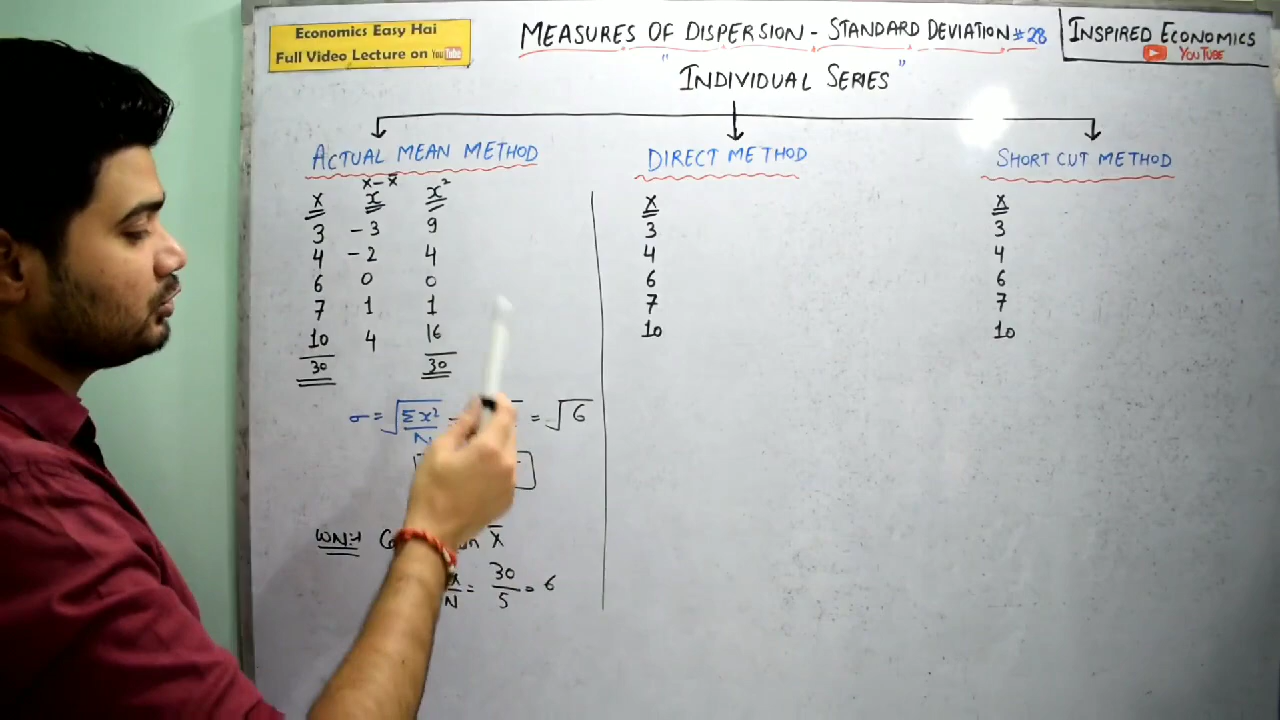 Economics Easy Hai
Full Video Lecture on YouTube
MEASURES OF DISPERSION - STANDARD DEVIATION #28
"INDIVIDUAL SERIES"
INSPIRED ECONOMICS
YOUTUBE
ACTUAL MEAN METHOD
X - X̄
X x x²
3 -3 9
4 -2 4
6 0 0
7 1 1
10 4 16
30 30
σ = √Σx²/N = √6
WN:-1 X̄
N = 30/5 = 6
DIRECT METHOD
X
3
4
6
7
10
SHORT CUT METHOD
X
3
4
6
7
10